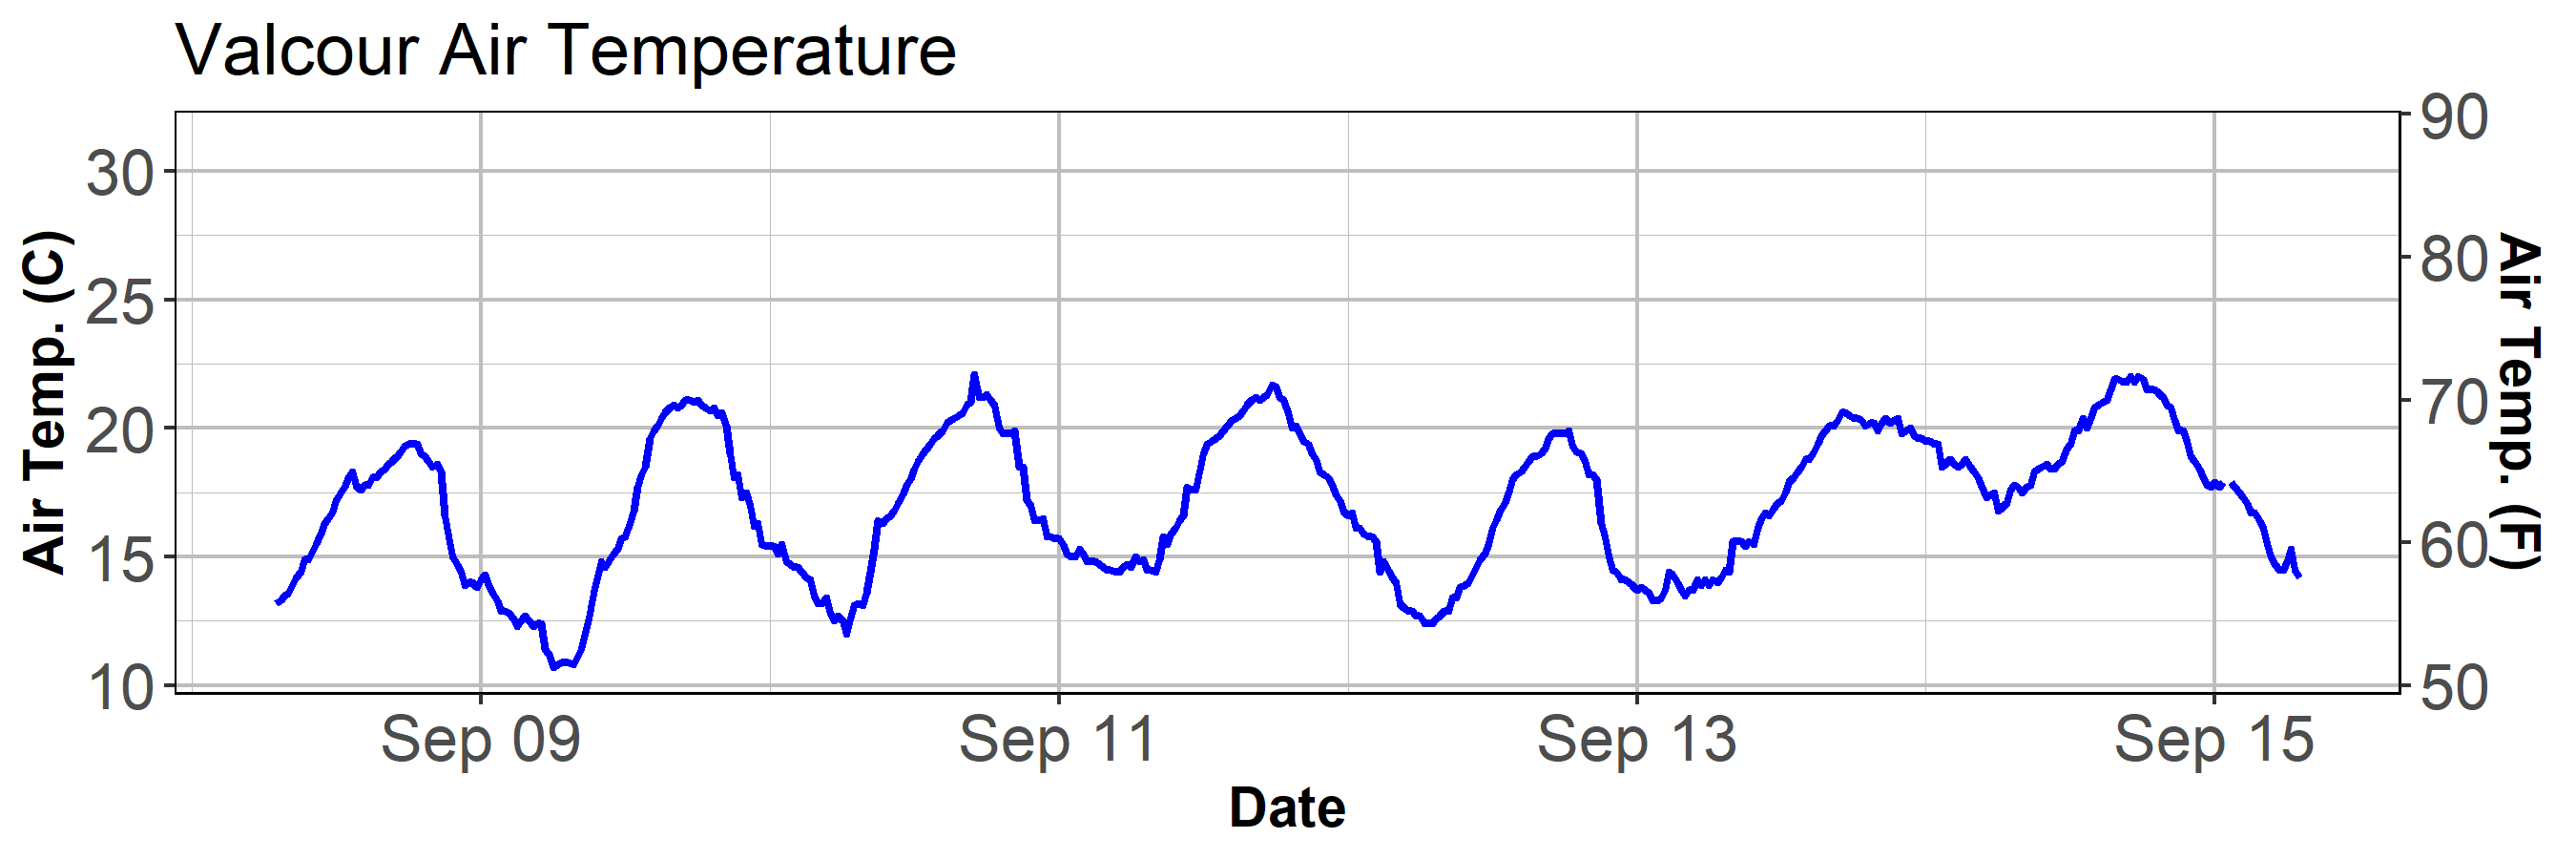 Valcour Air Temperature
Air Temp. (C)
30
25
20
15
10
90
80
70
60
50
Air Temp. (F)
Sep 09
Sep 11
Sep 13
Sep 15
Date